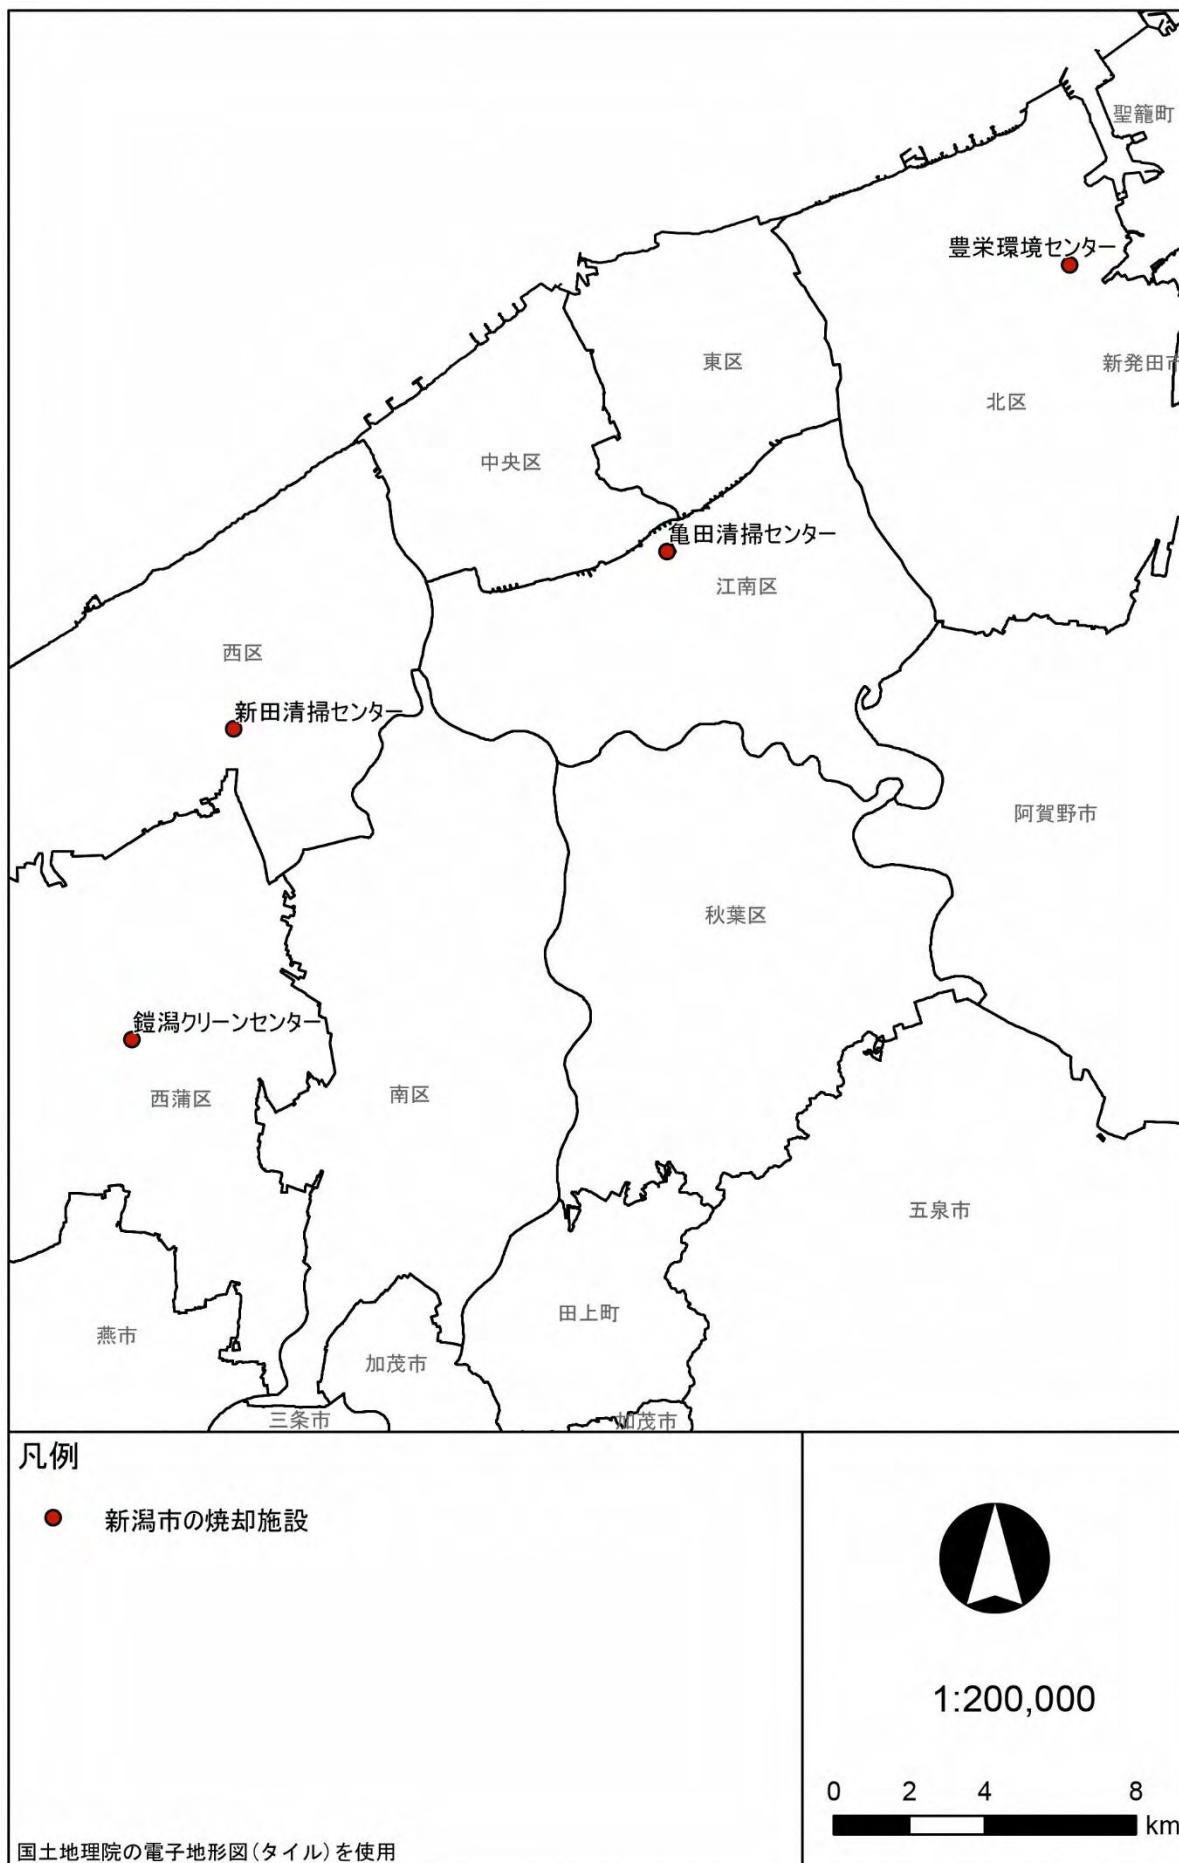 聖籠町
豊栄環境センター
東区
新発田市
北区
中央区
亀田清掃センター
江南区
西区
新田清掃センター
阿賀野市
秋葉区
鎧潟クリーンセンター
南区
西蒲区
五泉市
田上町
燕市
加茂市
三条市
加茂市
凡例
新潟市の焼却施設
1:200,000
0 2 4 8
km
国土地理院の電子地形図(タイル)を使用